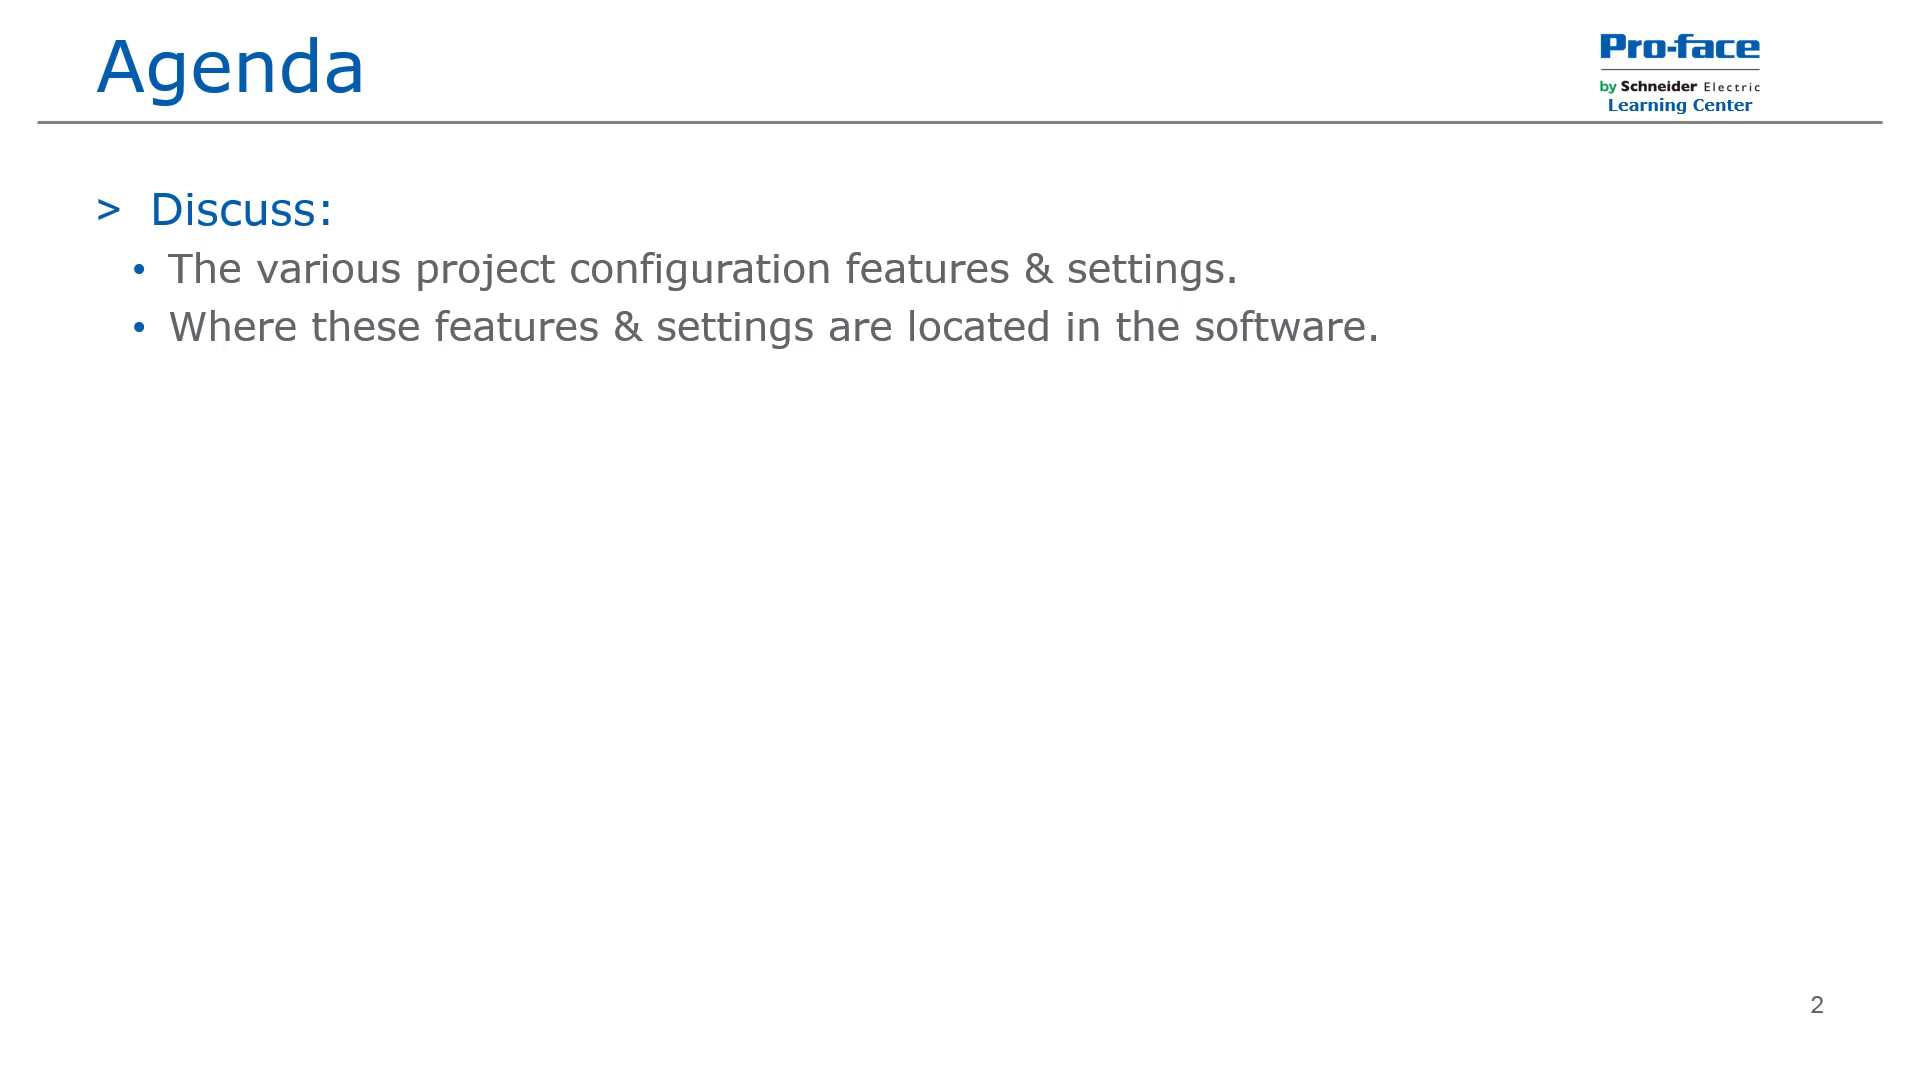 Agenda
Pro-face
by Schneider Electric
Learning Center
> Discuss:
• The various project configuration features & settings.
• Where these features & settings are located in the software.
2